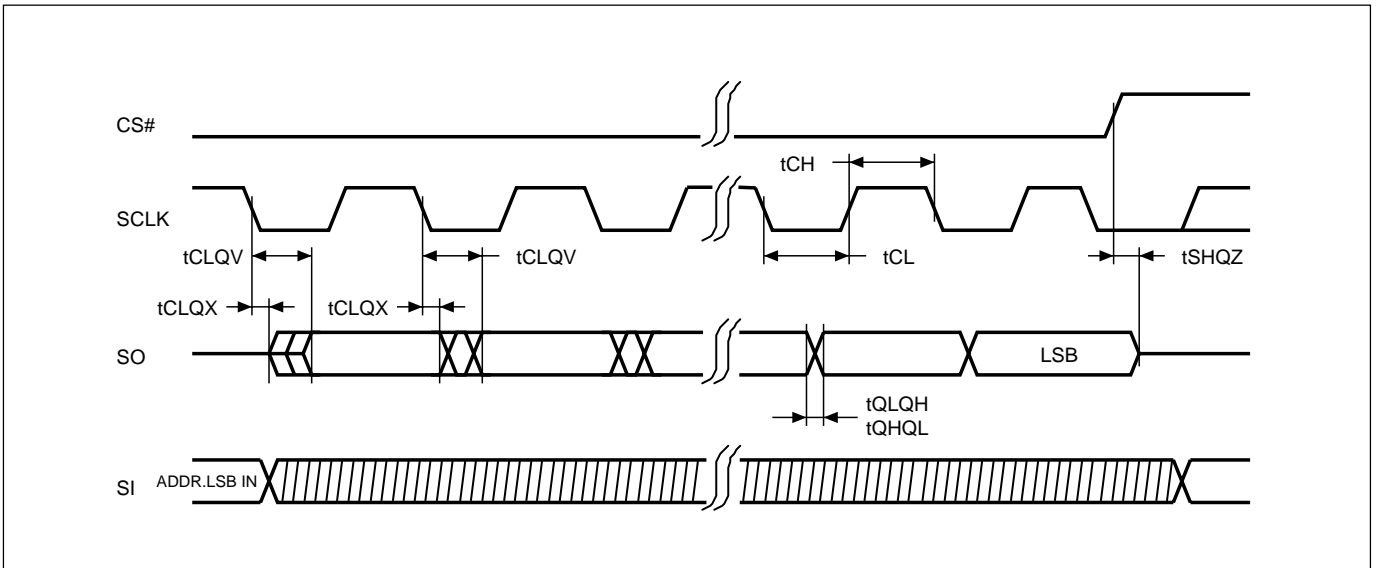 CS#
tCH
SCLK
tCLQV
tCLQV
tCL
tSHQZ
tCLQX
tCLQX
SO
LSB
tQLQH
tQHQL
SI
ADDR.LSB IN